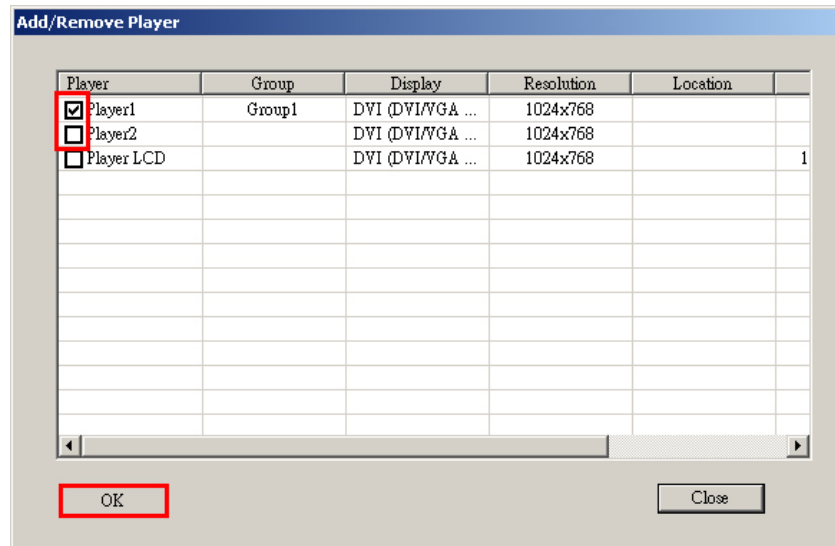 Add/Remove Player
Player Group Display Resolution Location
Player1 Group1 DVI (DVI/VGA ... 1024x768
Player2 DVI (DVI/VGA ... 1024x768
Player LCD DVI (DVI/VGA ... 1024x768 1
OK Close